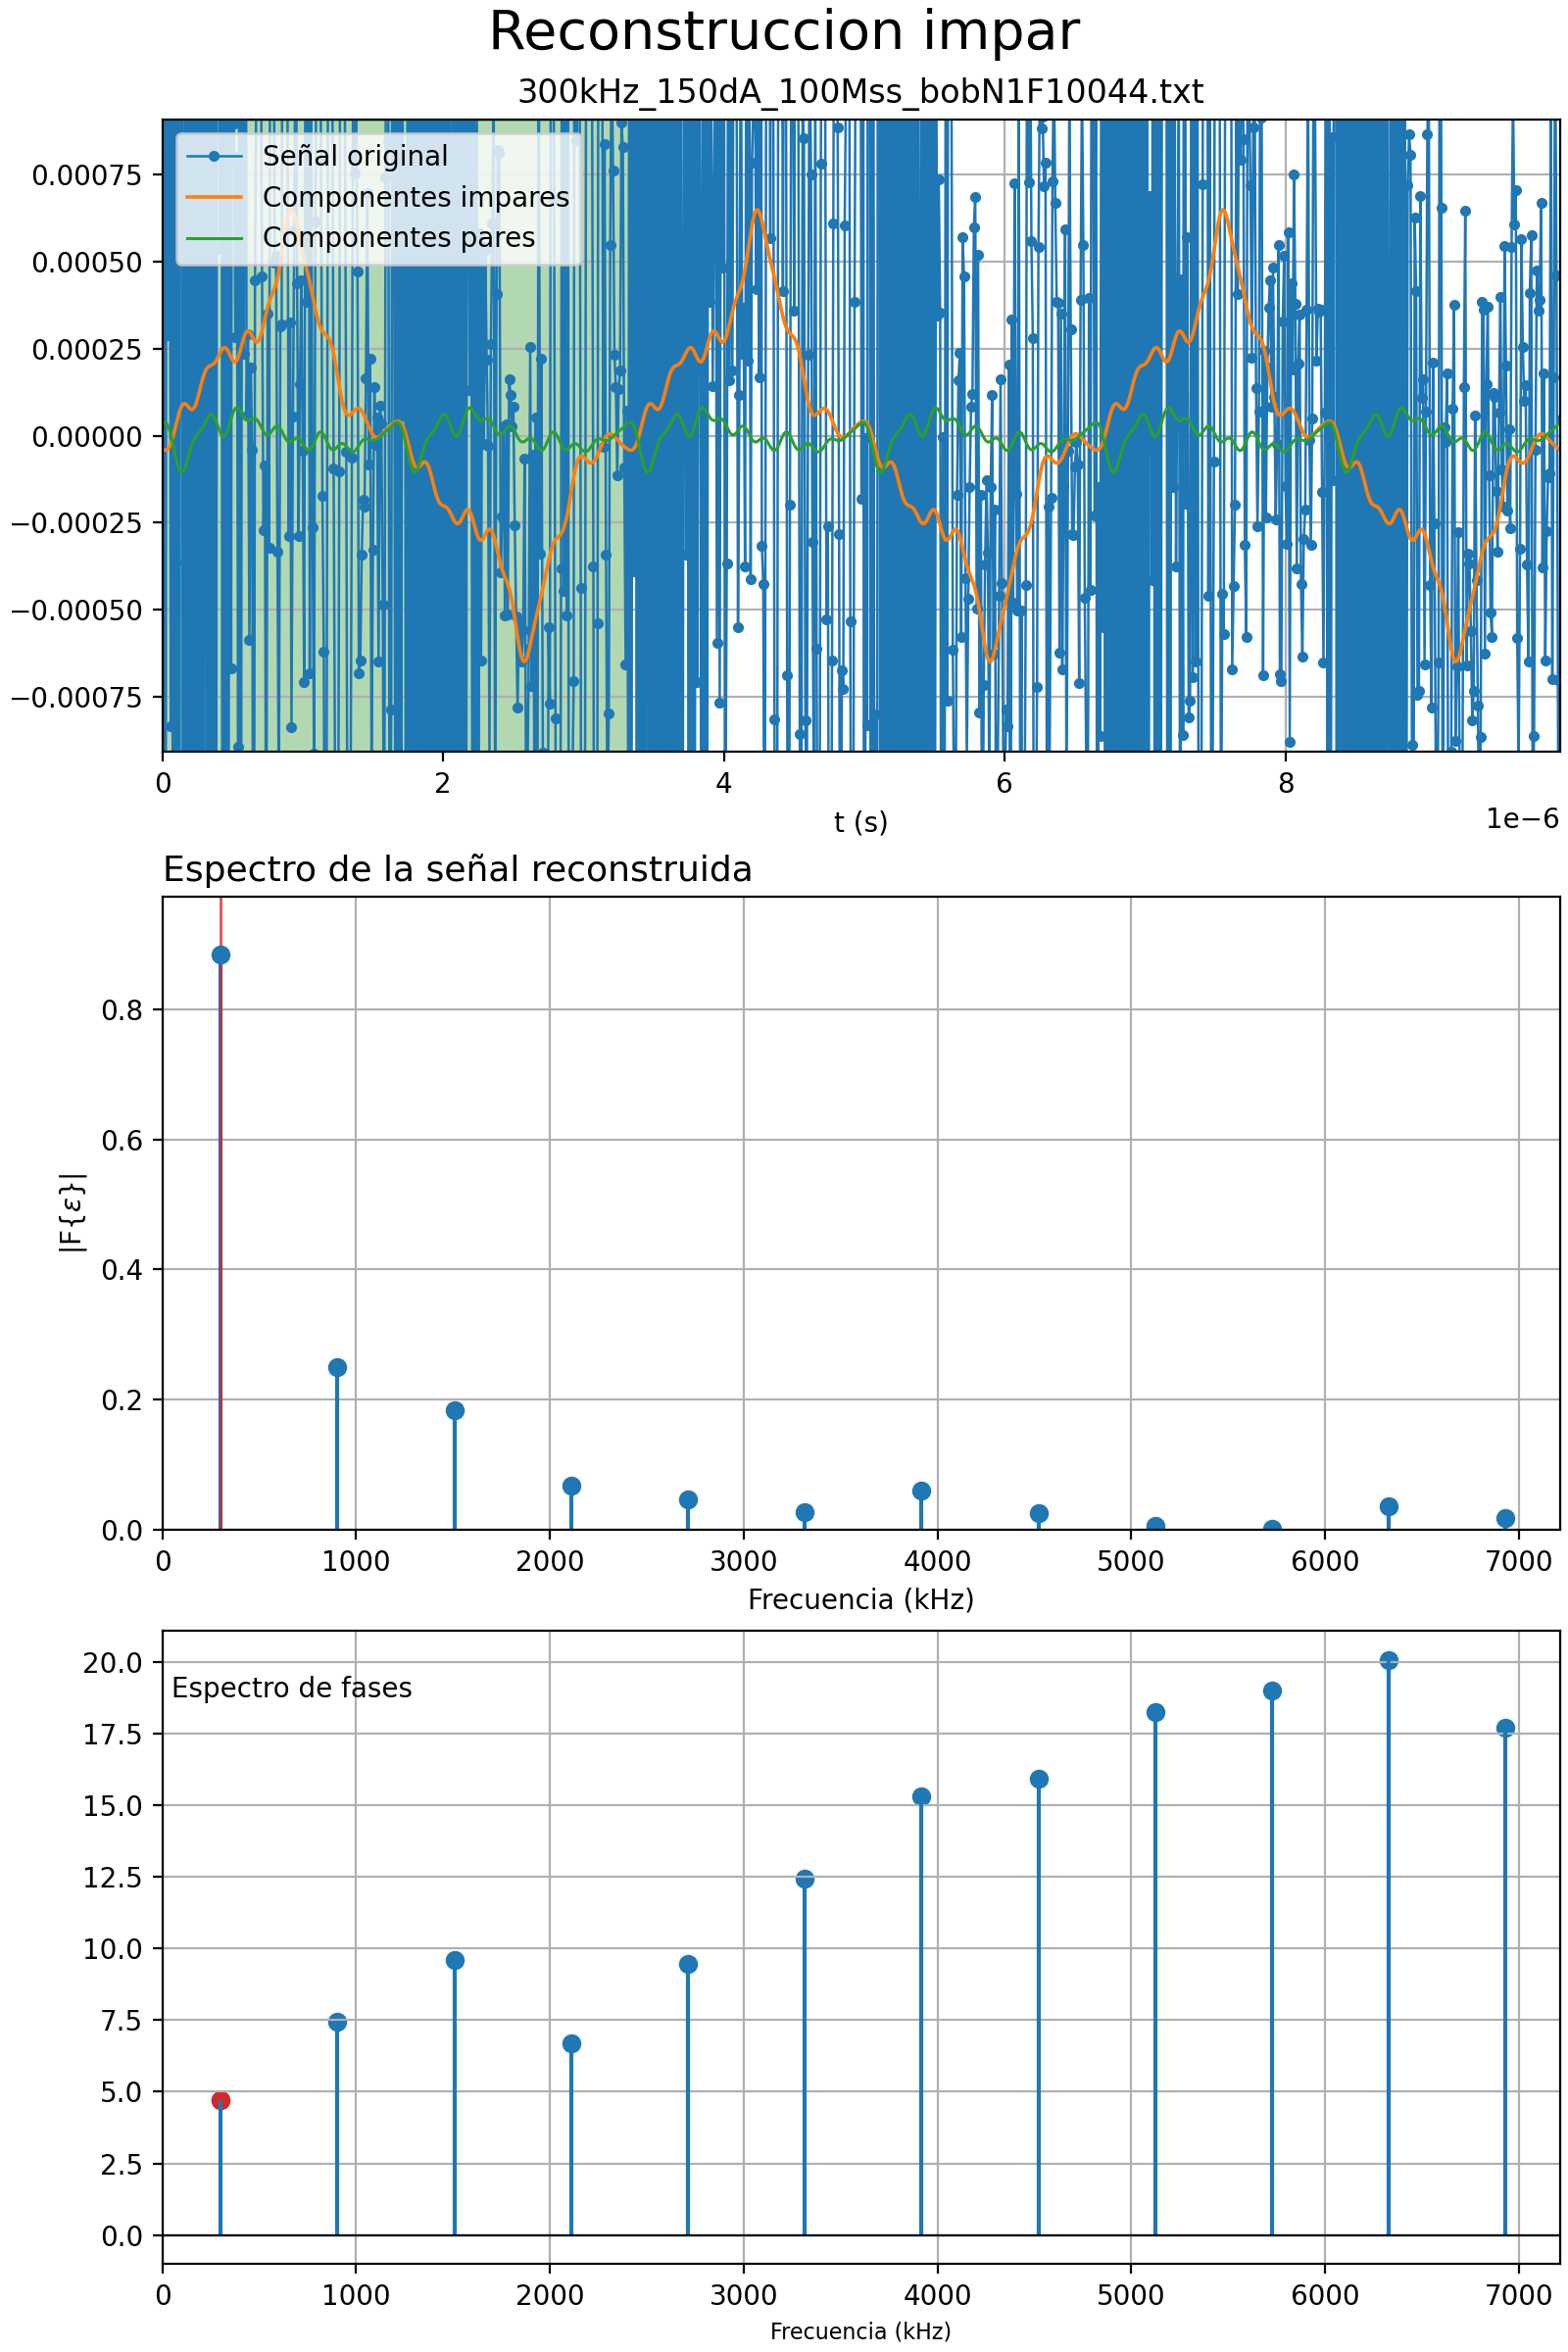 Reconstruccion impar
300kHz_150dA_100Mss_bobN1F10044.txt
Señal original
Componentes impares
Componentes pares
0.00075
0.00050
0.00025
0.00000
−0.00025
−0.00050
−0.00075
0 2 4 6 8
1e−6
t (s)
Espectro de la señal reconstruida
|F{ε}|
0.8
0.6
0.4
0.2
0.0
0 1000 2000 3000 4000 5000 6000 7000
Frecuencia (kHz)
Espectro de fases
20.0
17.5
15.0
12.5
10.0
7.5
5.0
2.5
0.0
0 1000 2000 3000 4000 5000 6000 7000
Frecuencia (kHz)